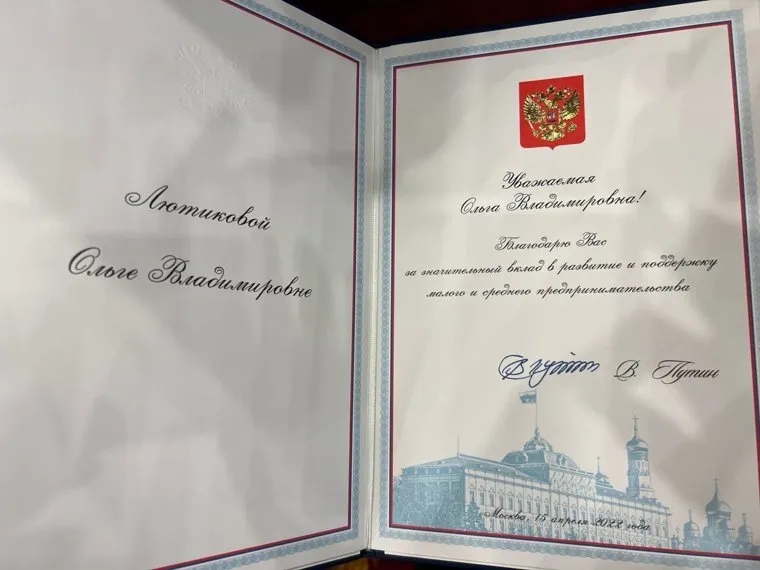 Лютиковой
Ольге Владимировне
Уважаемая
Ольга Владимировна!
Благодарю Вас
за значительный вклад в развитие и поддержку
малого и среднего предпринимательства
В. Путин
Москва, 15 апреля 2022 года